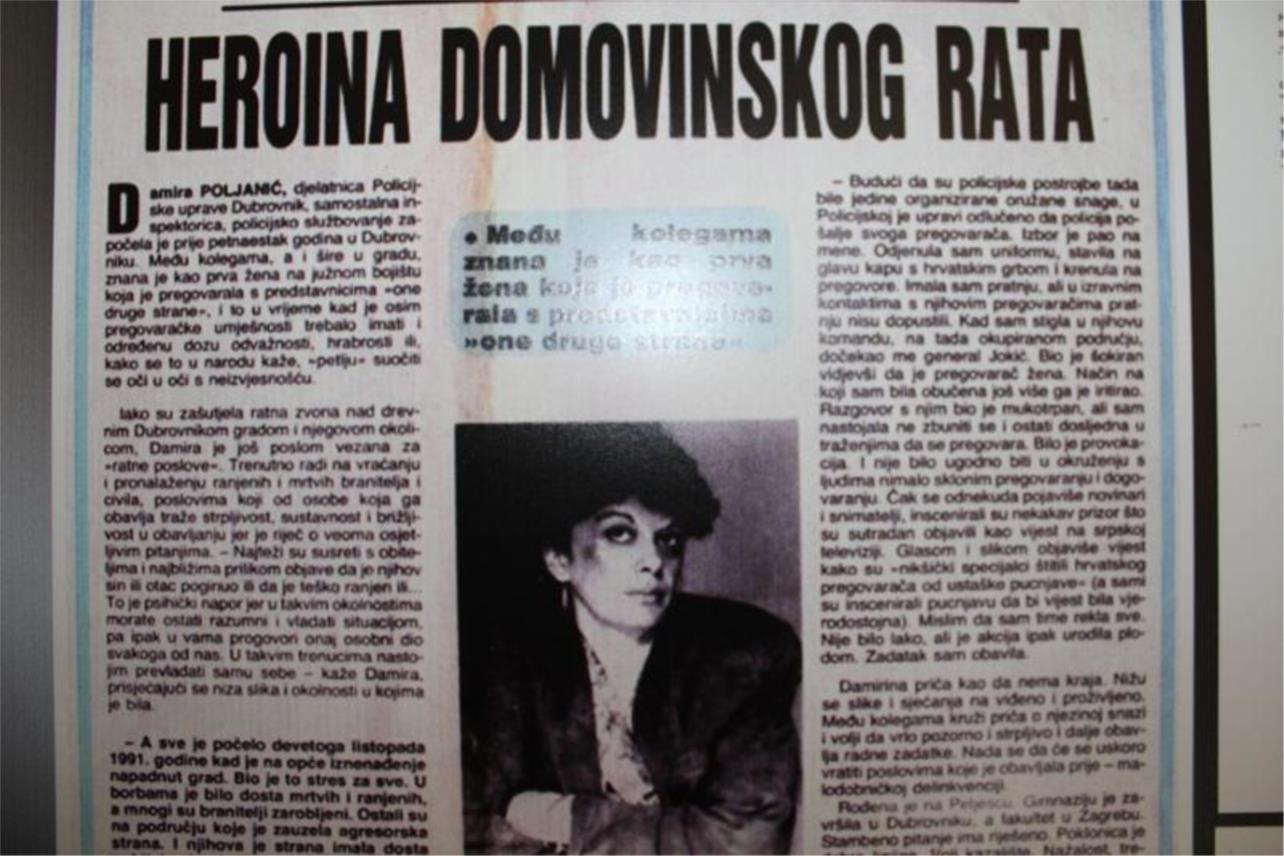 HEROINA DOMOVINSKOG RATA
Damira POLJANIĆ, djelatnica Policij-
ske uprave Dubrovnik, samostalna in-
spektorica, policijsko službovanje za-
počela je prije petnaestak godina u Dubrov-
niku. Među kolegama, a i šire u gradu,
znana je kao prva žena na južnom bojištu
koja je pregovarala s predstavnicima »one
druge strane«, i to u vrijeme kad je osim
pregovaračke umješnosti trebalo imati i
određenu dozu odvažnosti, hrabrosti ili,
kako se to u narodu kaže, »petlju« suočiti
se oči u oči s neizvjesnošću.
Iako su zašutjela ratna zvona nad drev-
nim Dubrovnikom gradom i njegovom okoli-
com, Damira je još poslom vezana za
»ratne poslove«. Trenutno radi na vraćanju
i pronalaženju ranjenih i mrtvih branitelja i
civila, poslovima koji od osobe koja ga
obavlja traže strpljivost, sustavnost i brižlji-
vost u obavljanju jer je riječ o veoma osjet-
ljivim pitanjima. – Najteži su susreti s obite-
ljima i najbližima prilikom objave da je njihov
sin ili otac poginuo ili da je teško ranjen ili...
To je psihički napor jer u takvim okolnostima
morate ostati razumni i vladati situacijom,
pa ipak u vama progovori onaj osobni dio
svakoga od nas. U takvim trenucima nasto-
jim prevladati samu sebe – kaže Damira,
prisjećajući se niza slika i okolnosti u kojima
je bila.
– A sve je počelo devetoga listopada
1991. godine kad je na opće iznenađenje
napadnut grad. Bio je to stres za sve. U
borbama je bilo dosta mrtvih i ranjenih,
a mnogi su branitelji zarobljeni. Ostali su
na području koje je zauzela agresorska
strana. I njihova je strana imala dosta
• Među kolegama
znana je kao prva
žena koja je pregova-
rala s predstavnicima
»one druge strane«
– Budući da su policijske postrojbe tada
bile jedine organizirane oružane snage, u
Policijskoj je upravi odlučeno da policija po-
šalje svoga pregovarača. Izbor je pao na
mene. Odjenula sam uniformu, stavila na
glavu kapu s hrvatskim grbom i krenula na
pregovore. Imala sam pratnju, ali u izravnim
kontaktima s njihovim pregovaračima prat-
nju nisu dopustili. Kad sam stigla u njihovu
komandu, na tada okupiranom području,
dočekao me general Jokić. Bio je šokiran
vidjevši da je pregovarač žena. Način na
koji sam bila obučena još više ga je iritirao.
Razgovor s njim bio je mukotrpan, ali sam
nastojala ne zbuniti se i ostati dosljedna u
traženjima da se pregovara. Bilo je provoka-
cija. I nije bilo ugodno biti u okruženju s
ljudima nimalo sklonim pregovaranju i dogo-
varanju. Čak se odnekuda pojaviše novinari
i snimatelji, inscenirali su nekakav prizor što
su sutradan objavili kao vijest na srpskoj
televiziji. Glasom i slikom objaviše vijest
kako su »nikšički specijalci štitili hrvatskog
pregovarača od ustaške pucnjave« (a sami
su inscenirali pucnjavu da bi vijest bila vje-
rodostojna). Mislim da sam time rekla sve.
Nije bilo lako, ali je akcija ipak urodila plo-
dom. Zadatak sam obavila.
Damirina priča kao da nema kraja. Nižu
se slike i sjećanja na viđeno i proživljeno.
Među kolegama kruži priča o njezinoj snazi
i volji da vrlo pozorno i strpljivo i dalje obav-
lja radne zadatke. Nada se da će se uskoro
vratiti poslovima koje je obavljala prije – ma-
lodobničkoj delinkvenciji.
Rođena je na Pelješcu. Gimnaziju je za-
vršila u Dubrovniku, a fakultet u Zagrebu.
Stambeno pitanje ima riješeno. Poklonica je